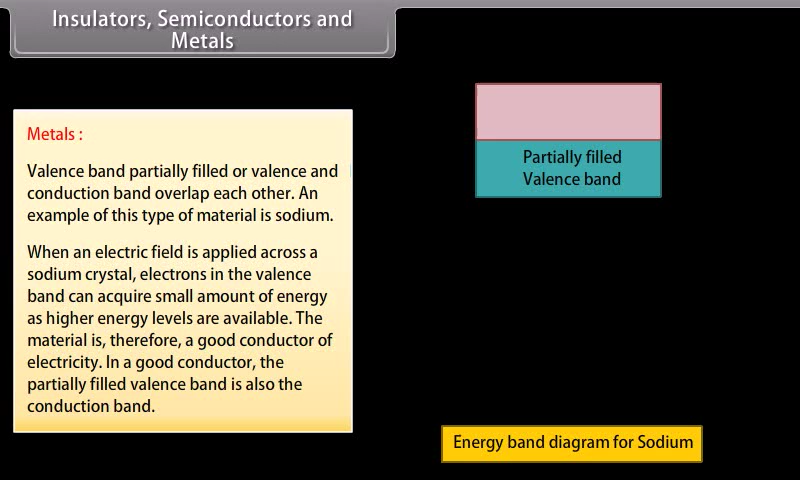 Insulators, Semiconductors and
Metals
Metals :
Valence band partially filled or valence and
conduction band overlap each other. An
example of this type of material is sodium.
When an electric field is applied across a
sodium crystal, electrons in the valence
band can acquire small amount of energy
as higher energy levels are available. The
material is, therefore, a good conductor of
electricity. In a good conductor, the
partially filled valence band is also the
conduction band.
Partially filled
Valence band
Energy band diagram for Sodium